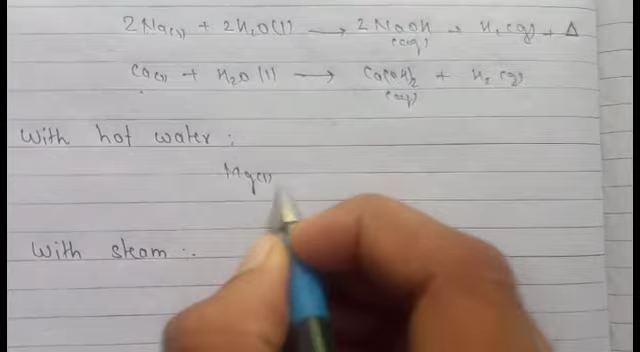 2Na(s) + 2H₂O(l) → 2NaOH (aq) + H₂(g) + Δ
Ca(s) + H₂O(l) → Ca(OH)₂ (aq) + H₂(g)
With hot water :
Mg(s)
With steam :-